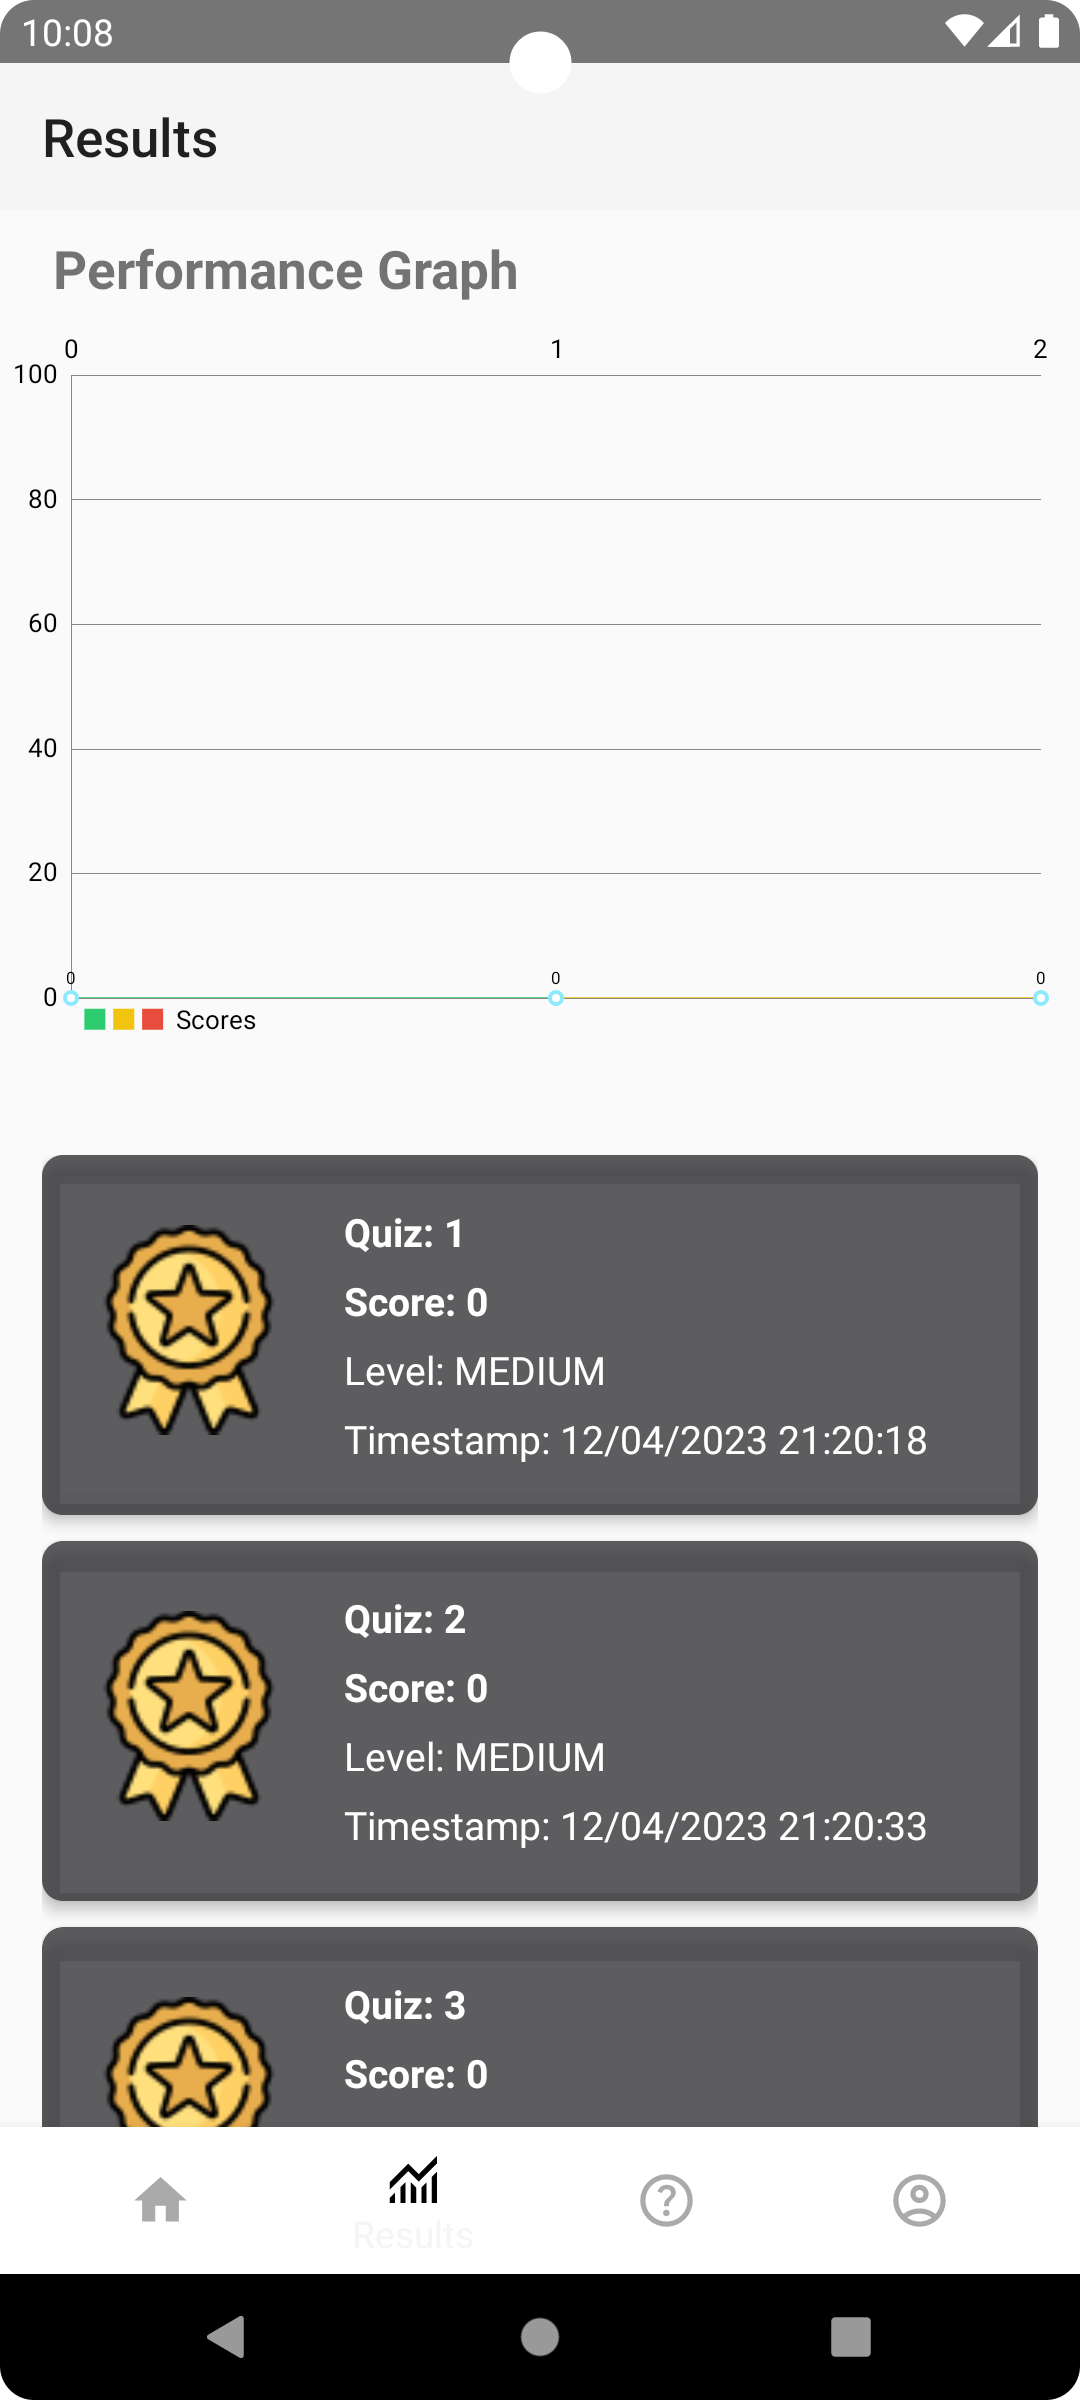 10:08
Results
Performance Graph
0 1 2
100
80
60
40
20
0 0 0
0
Scores
Quiz: 1
Score: 0
Level: MEDIUM
Timestamp: 12/04/2023 21:20:18
Quiz: 2
Score: 0
Level: MEDIUM
Timestamp: 12/04/2023 21:20:33
Quiz: 3
Score: 0
Results